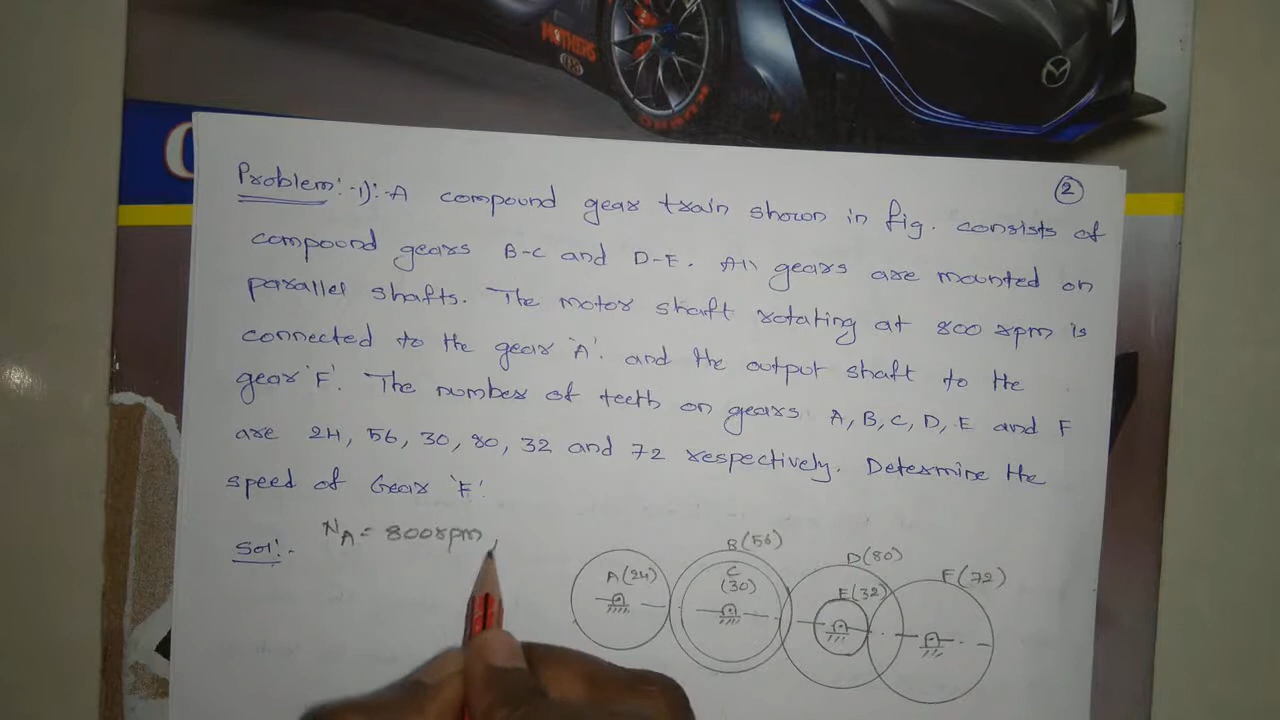 MOTHERS
②
Problem:-1):- A compound gear train shown in fig. consists of
compound gears B-C and D-E. All gears are mounted on
parallel shafts. The motor shaft rotating at 800 rpm is
connected to the gear 'A'. and the output shaft to the
gear 'F'. The number of teeth on gears A, B, C, D, E and F
are 24, 56, 30, 80, 32 and 72 respectively. Determine the
speed of Gear 'F'.
Sol:-
N_A = 800rpm,
A(24)
B(56)
C
(30)
D(80)
E(32)
F(72)